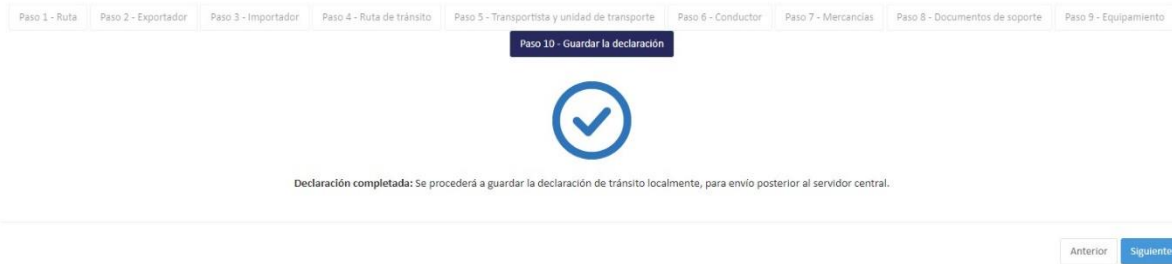 Paso 1 - Ruta Paso 2 - Exportador Paso 3 - Importador Paso 4 - Ruta de tránsito Paso 5 - Transportista y unidad de transporte Paso 6 - Conductor Paso 7 - Mercancías Paso 8 - Documentos de soporte Paso 9 - Equipamiento
Paso 10 - Guardar la declaración
Declaración completada: Se procederá a guardar la declaración de tránsito localmente, para envío posterior al servidor central.
Anterior Siguiente